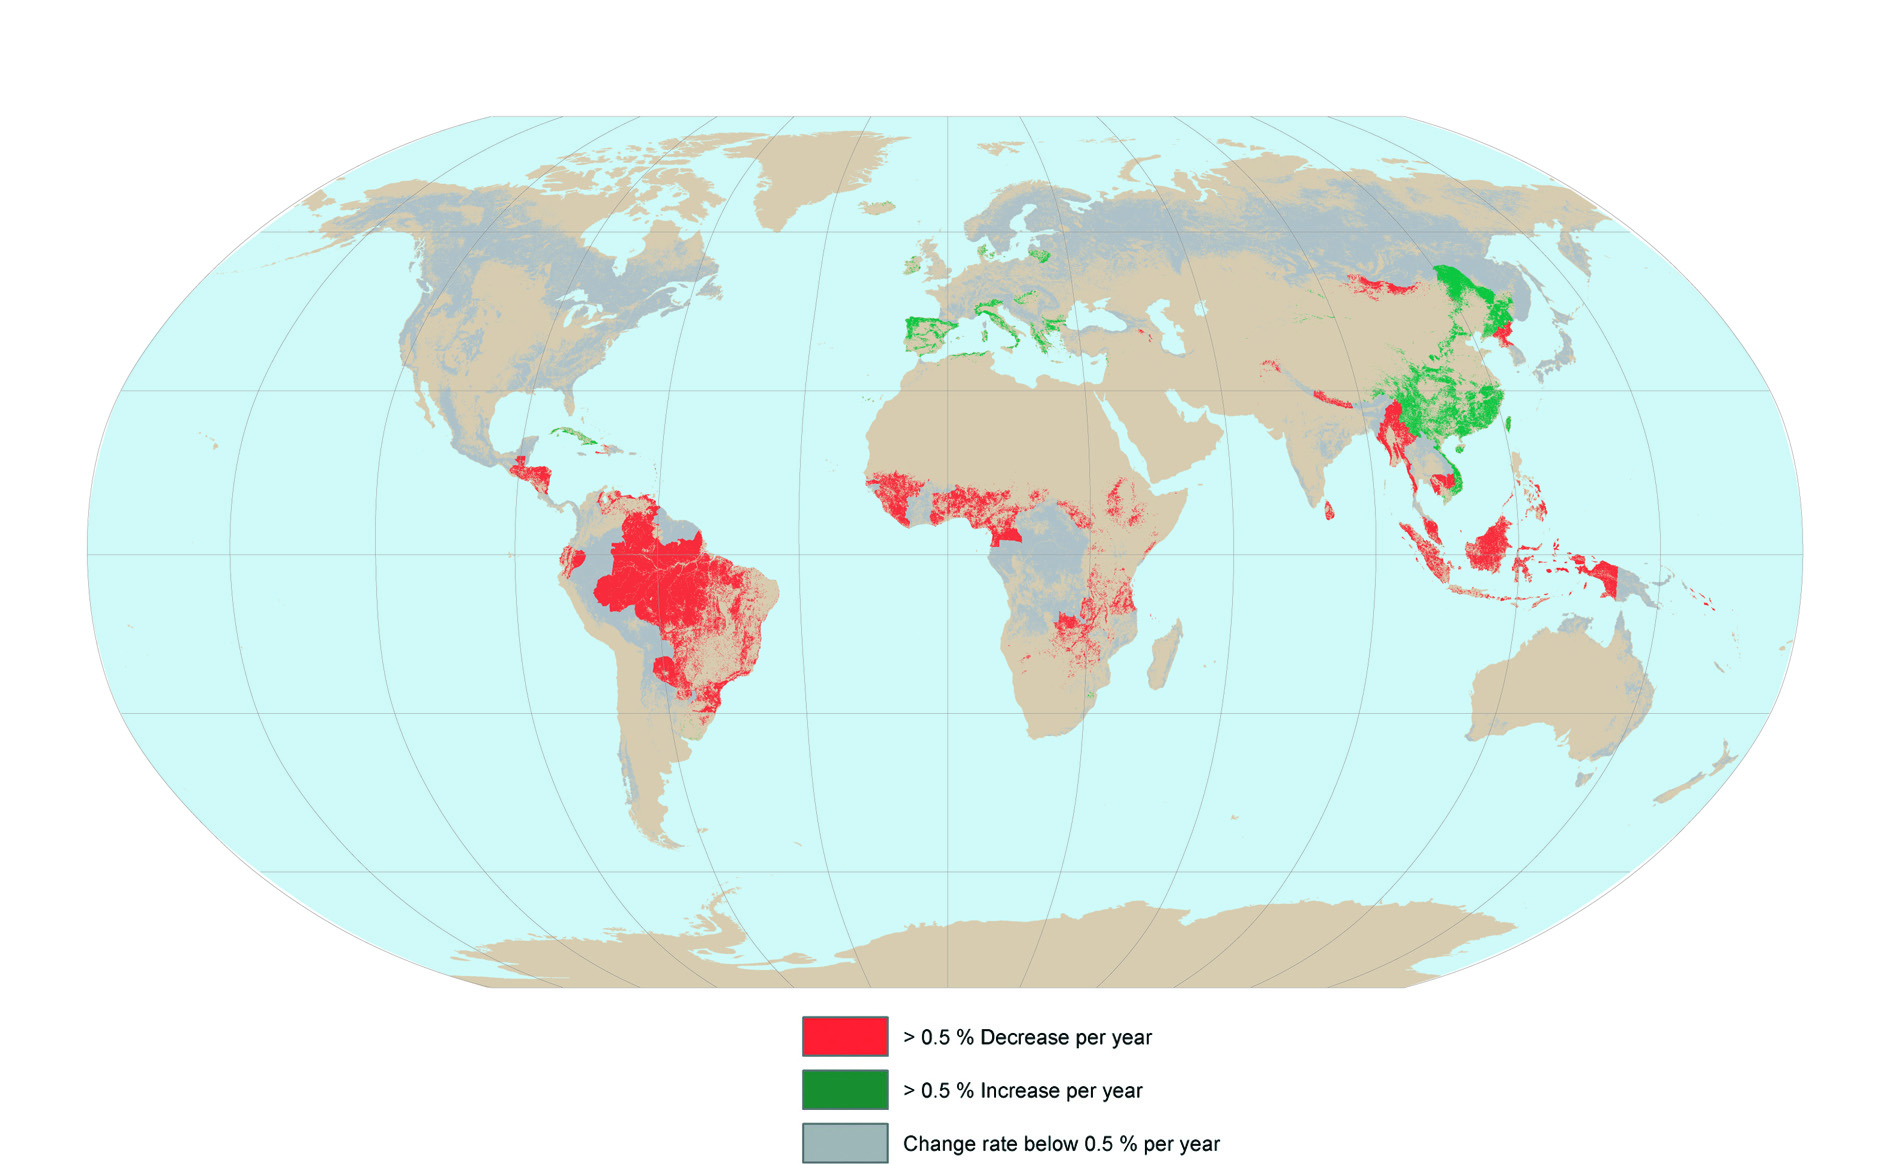 > 0.5 % Decrease per year
> 0.5 % Increase per year
Change rate below 0.5 % per year